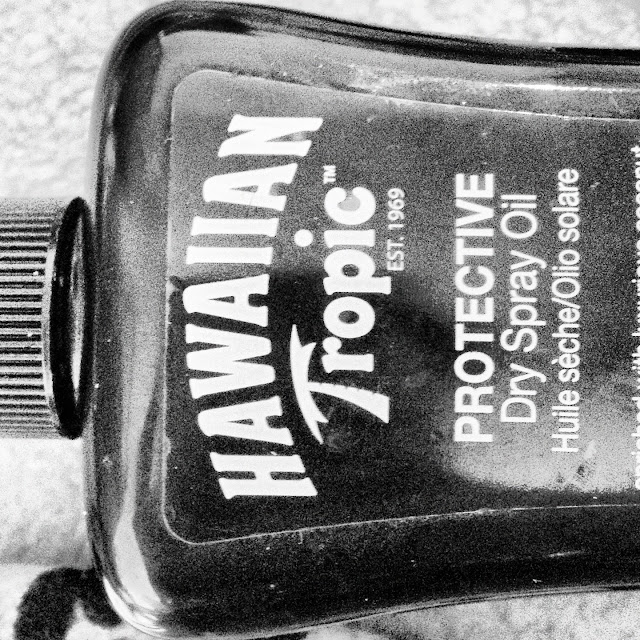 HAWAIIAN
Tropic™
EST. 1969
PROTECTIVE
Dry Spray Oil
Huile sèche/Olio solare